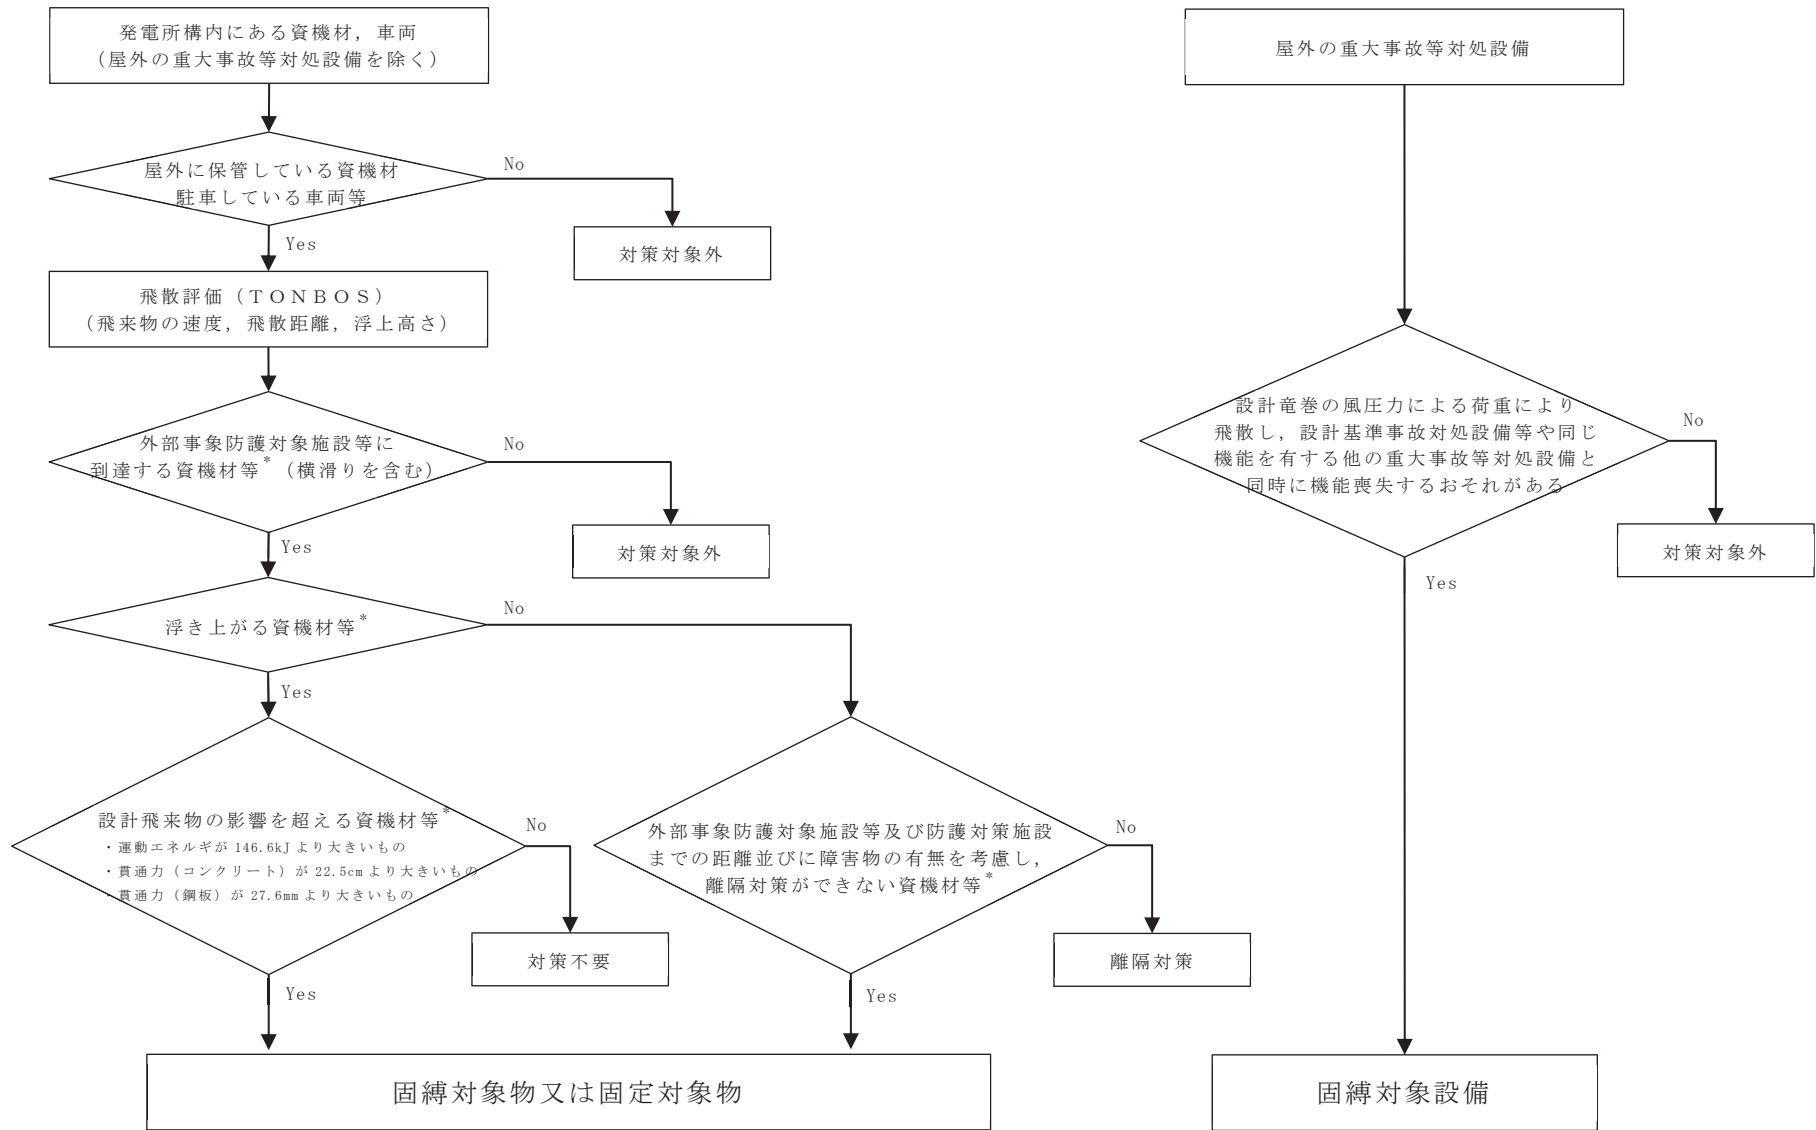 発電所構内にある資機材，車両
（屋外の重大事故等対処設備を除く）
屋外に保管している資機材
駐車している車両等
No
対策対象外
Yes
飛散評価（ＴＯＮＢＯＳ）
（飛来物の速度，飛散距離，浮上高さ）
外部事象防護対象施設等に
到達する資機材等*（横滑りを含む）
No
対策対象外
Yes
浮き上がる資機材等*
No
Yes
設計飛来物の影響を超える資機材等*
・運動エネルギが 146.6kJ より大きいもの
・貫通力（コンクリート）が 22.5cm より大きいもの
・貫通力（鋼板）が 27.6mm より大きいもの
No
対策不要
Yes
外部事象防護対象施設等及び防護対策施設
までの距離並びに障害物の有無を考慮し，
離隔対策ができない資機材等*
No
離隔対策
Yes
固縛対象物又は固定対象物
屋外の重大事故等対処設備
設計竜巻の風圧力による荷重により
飛散し，設計基準事故対処設備等や同じ
機能を有する他の重大事故等対処設備と
同時に機能喪失するおそれがある
No
対策対象外
Yes
固縛対象設備